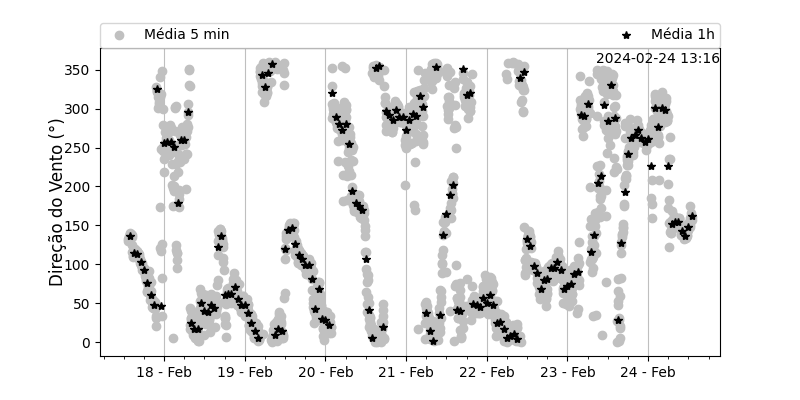 Média 5 min
Média 1h
2024-02-24 13:16
Direção do Vento (°)
350
300
250
200
150
100
50
0
18 - Feb
19 - Feb
20 - Feb
21 - Feb
22 - Feb
23 - Feb
24 - Feb